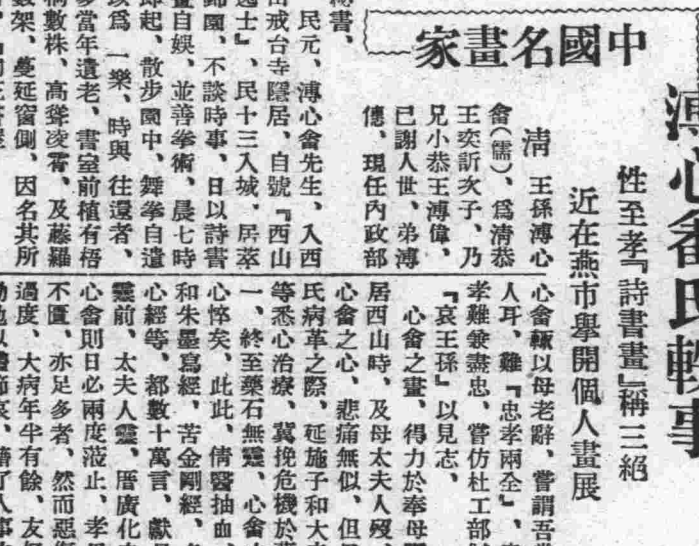 中國名畫家
溥心畬氏軼事
性至孝『詩書畫』稱三絕
近在燕市舉開個人畫展
清 王孫溥心
畬(儒)、爲清恭
王奕訢次子、乃
兄小恭王溥偉、
已謝人世、弟溥
僡、現任內政部
秘書、
民元、溥心畬先生、入西
山戒台寺隱居、自號『西山
逸士』、民十三入城、居萃
錦園、不談時事、日以詩書
畫自娛、並善拳術、晨七時
卽起、散步園中、舞拳自遣
以爲一樂、時與往還者、
多當年遺老、書室前植有梧
桐數株、高聳凌霄、及藤蘿
數架、蔓延窗側、因名其所
心畬輒以母老辭、嘗謂吾
人耳、難『忠孝兩全』、
孝難兼盡忠、嘗仿杜工部
『哀王孫』以見志、
心畬之畫、得力於奉母
居西山時、及母太夫人歿、
心畬之心、悲痛無似、但
氏病革之際、延施子和大
等悉心治療、冀挽危機於
一、終至藥石無靈、心畬
心悴矣、此此、倩醫抽血、
和朱墨寫經、苦金剛經、
心經等、都數十萬言、獻
靈前、太夫人靈、厝廣化
心畬則日必兩度蒞止、孝
不匱、亦足多者、然而
過度、大病年半有餘、友